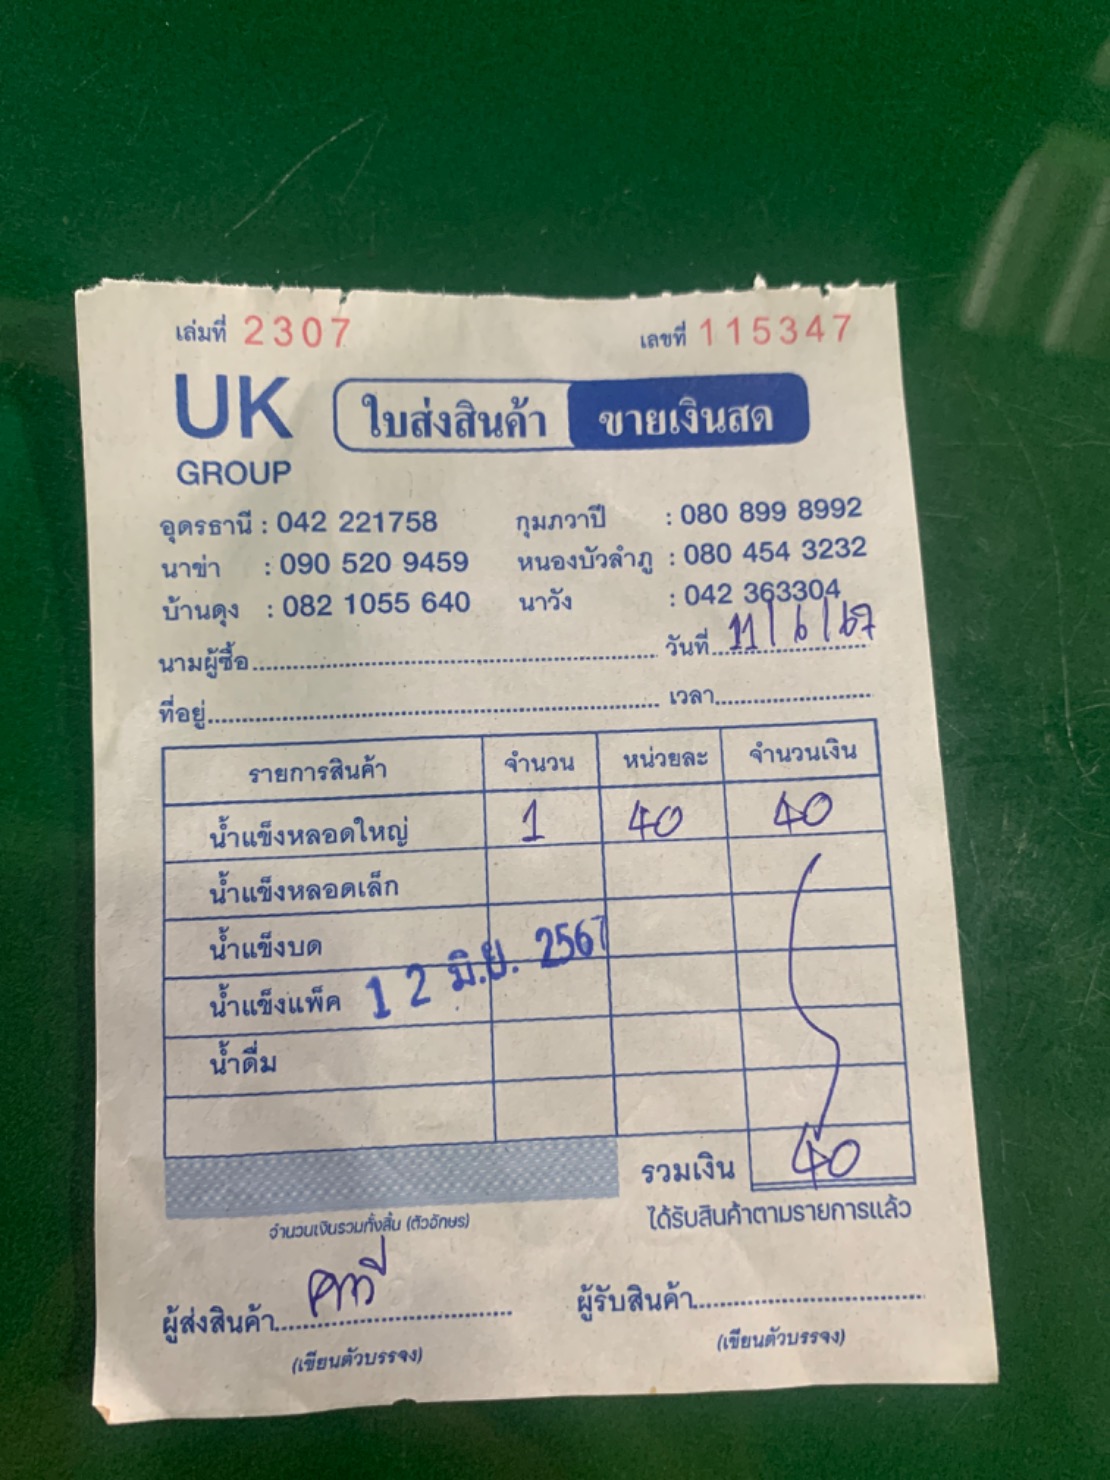 เล่มที่ 2307 เลขที่ 115347
UK GROUP
ใบส่งสินค้า ขายเงินสด
อุดรธานี : 042 221758 กุมภวาปี : 080 899 8992
นาข่า : 090 520 9459 หนองบัวลำภู : 080 454 3232
บ้านดุง : 082 1055 640 นาวัง : 042 363304
นามผู้ซื้อ วันที่ 11/6/67
ที่อยู่ เวลา
รายการสินค้า จำนวน หน่วยละ จำนวนเงิน
น้ำแข็งหลอดใหญ่ 1 40 40
น้ำแข็งหลอดเล็ก
น้ำแข็งบด
น้ำแข็งแพ็ค 12 มิ.ย. 2567
น้ำดื่ม
รวมเงิน 40
จำนวนเงินรวมทั้งสิ้น (ตัวอักษร) ได้รับสินค้าตามรายการแล้ว
ผู้ส่งสินค้า ผู้รับสินค้า
(เขียนตัวบรรจง) (เขียนตัวบรรจง)